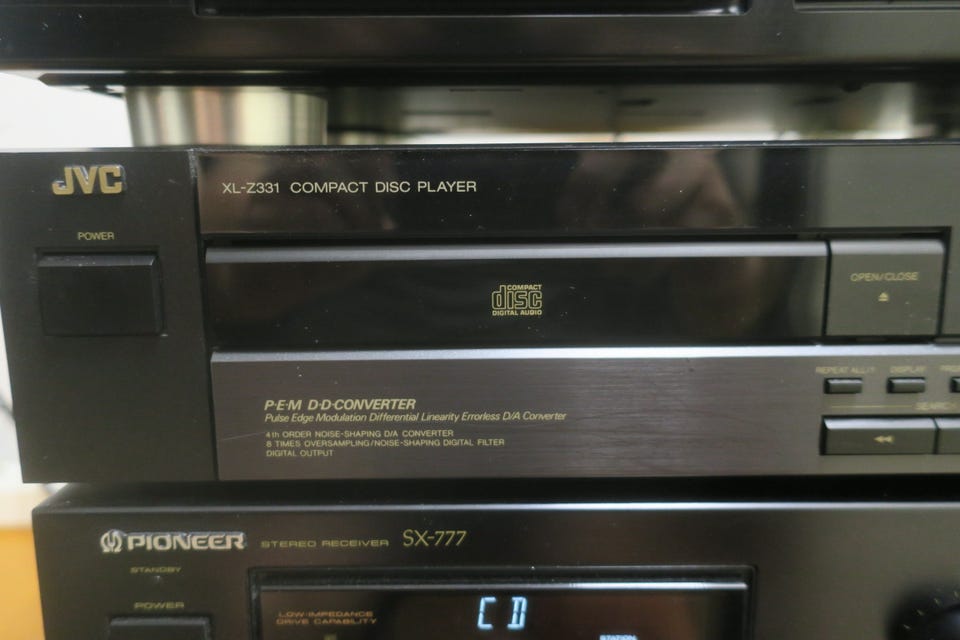 JVC
XL-Z331 COMPACT DISC PLAYER
POWER
OPEN/CLOSE
COMPACT
disc
DIGITAL AUDIO
REPEAT ALL/1 DISPLAY
P·E·M D·D·CONVERTER
Pulse Edge Modulation Differential Linearity Errorless D/A Converter
4th ORDER NOISE-SHAPING D/A CONVERTER
8 TIMES OVERSAMPLING/NOISE-SHAPING DIGITAL FILTER
DIGITAL OUTPUT
PIONEER STEREO RECEIVER SX-777
STANDBY
POWER
LOW-IMPEDANCE
DRIVE CAPABILITY
CD
STATION